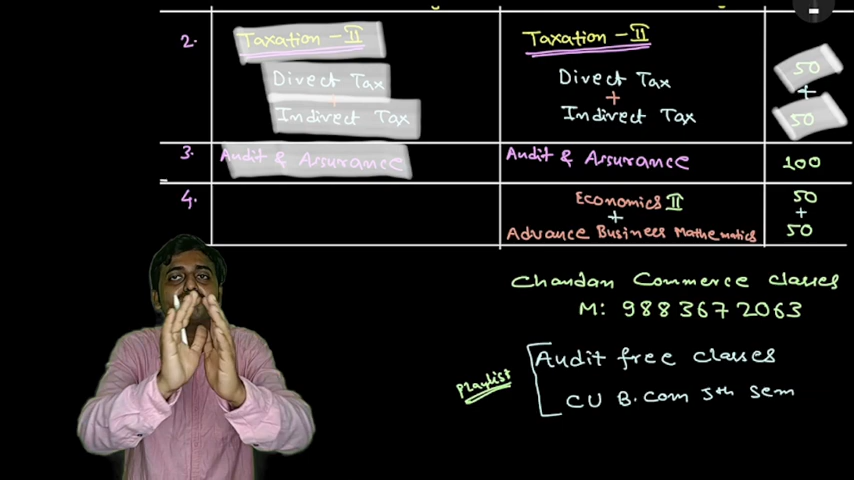 2. Taxation - II Taxation - II
Direct Tax Direct Tax 50
+ + +
Indirect Tax Indirect Tax 50
3. Audit & Assurance Audit & Assurance 100
4. Economics II 50
+ +
Advance Business Mathematics 50
Chandan Commerce classes
M: 9883672063
Playlist Audit free classes
CU B.Com 5th Sem